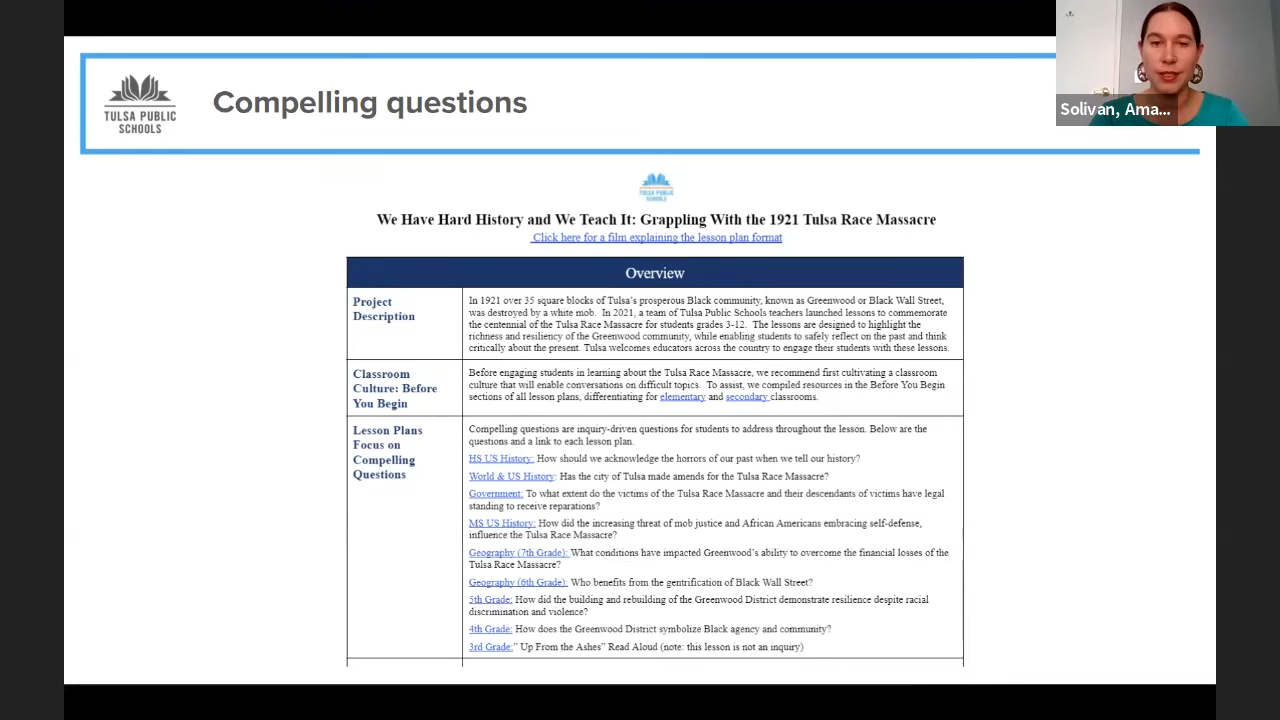 TULSA PUBLIC
SCHOOLS
Compelling questions
Solivan, Ama...
TULSA PUBLIC
SCHOOLS
We Have Hard History and We Teach It: Grappling With the 1921 Tulsa Race Massacre
Click here for a film explaining the lesson plan format
Overview
Project
Description
In 1921 over 35 square blocks of Tulsa's prosperous Black community, known as Greenwood or Black Wall Street,
was destroyed by a white mob. In 2021, a team of Tulsa Public Schools teachers launched lessons to commemorate
the centennial of the Tulsa Race Massacre for students grades 3-12. The lessons are designed to highlight the
richness and resiliency of the Greenwood community, while enabling students to safely reflect on the past and think
critically about the present. Tulsa welcomes educators across the country to engage their students with these lessons.
Classroom
Culture: Before
You Begin
Before engaging students in learning about the Tulsa Race Massacre, we recommend first cultivating a classroom
culture that will enable conversations on difficult topics. To assist, we compiled resources in the Before You Begin
sections of all lesson plans, differentiating for elementary and secondary classrooms.
Lesson Plans
Focus on
Compelling
Questions
Compelling questions are inquiry-driven questions for students to address throughout the lesson. Below are the
questions and a link to each lesson plan.
HS US History: How should we acknowledge the horrors of our past when we tell our history?
World & US History: Has the city of Tulsa made amends for the Tulsa Race Massacre?
Government: To what extent do the victims of the Tulsa Race Massacre and their descendants of victims have legal
standing to receive reparations?
MS US History: How did the increasing threat of mob justice and African Americans embracing self-defense,
influence the Tulsa Race Massacre?
Geography (7th Grade): What conditions have impacted Greenwood's ability to overcome the financial losses of the
Tulsa Race Massacre?
Geography (6th Grade): Who benefits from the gentrification of Black Wall Street?
5th Grade: How did the building and rebuilding of the Greenwood District demonstrate resilience despite racial
discrimination and violence?
4th Grade: How does the Greenwood District symbolize Black agency and community?
3rd Grade:" Up From the Ashes" Read Aloud (note: this lesson is not an inquiry)